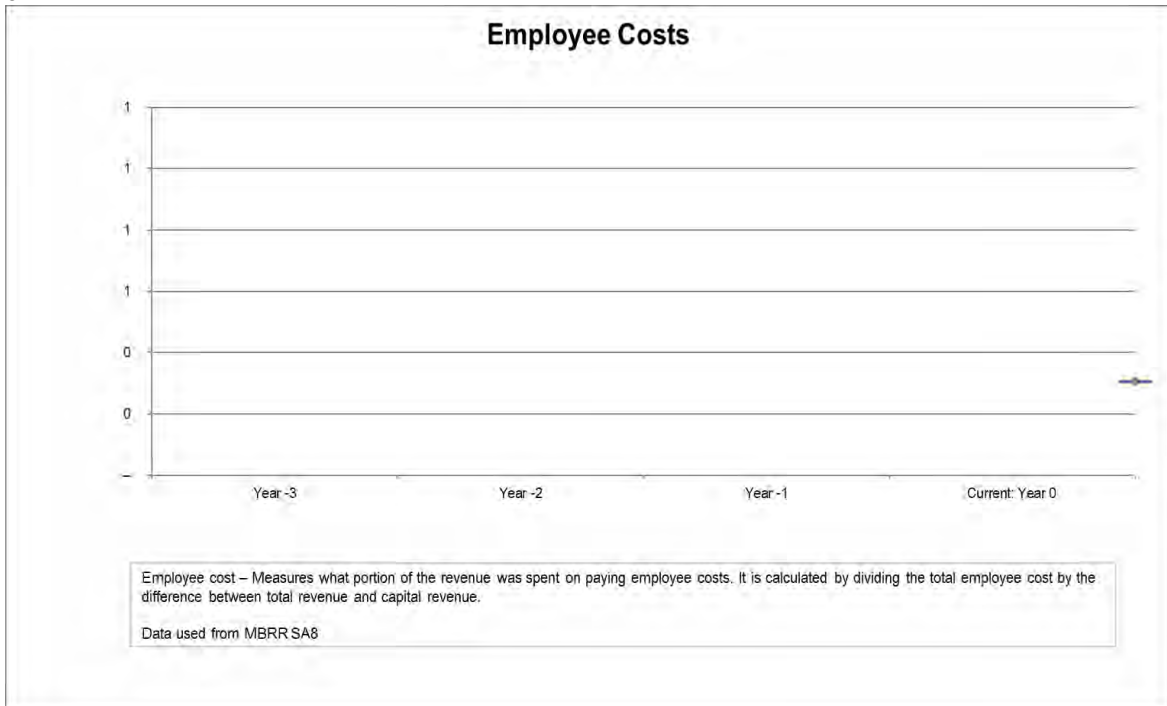 Employee Costs
1
1
1
1
0
0
–
Year -3 Year -2 Year -1 Current: Year 0
Employee cost – Measures what portion of the revenue was spent on paying employee costs. It is calculated by dividing the total employee cost by the
difference between total revenue and capital revenue.
Data used from MBRR SA8